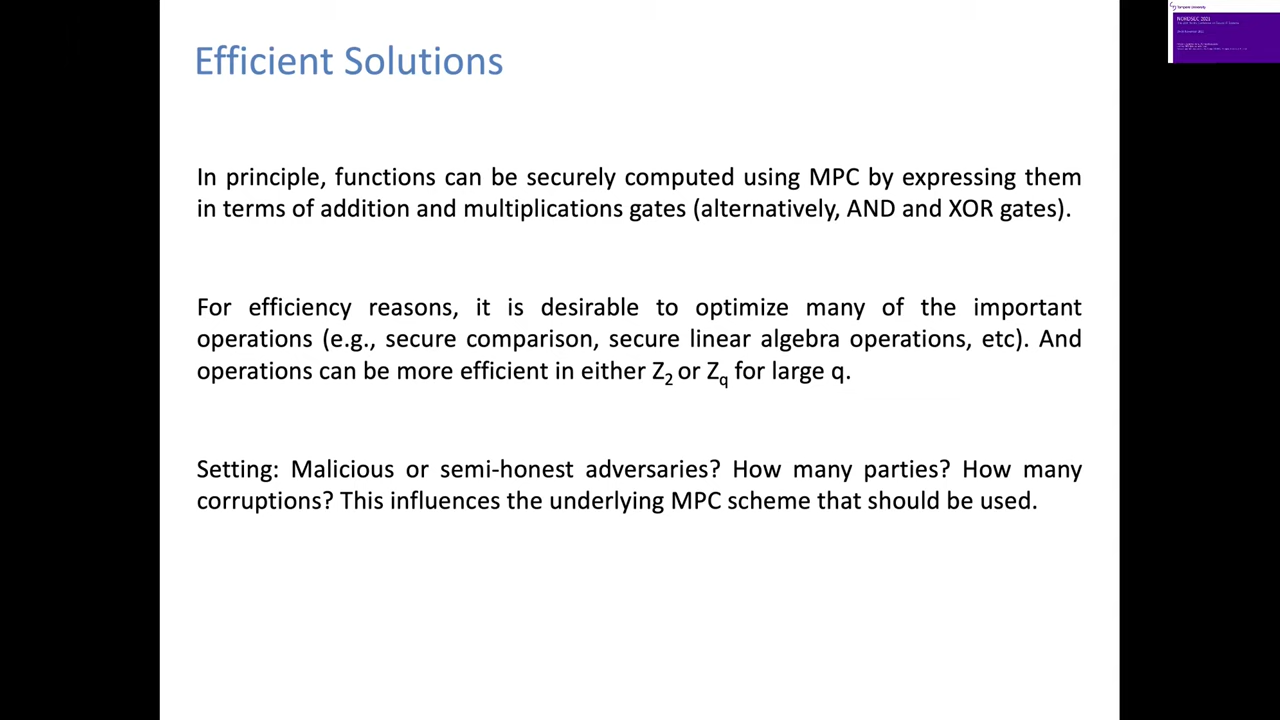 Efficient Solutions
In principle, functions can be securely computed using MPC by expressing them
in terms of addition and multiplications gates (alternatively, AND and XOR gates).
For efficiency reasons, it is desirable to optimize many of the important
operations (e.g., secure comparison, secure linear algebra operations, etc). And
operations can be more efficient in either Z₂ or Zq for large q.
Setting: Malicious or semi-honest adversaries? How many parties? How many
corruptions? This influences the underlying MPC scheme that should be used.
Tampere University
NORDSEC 2021